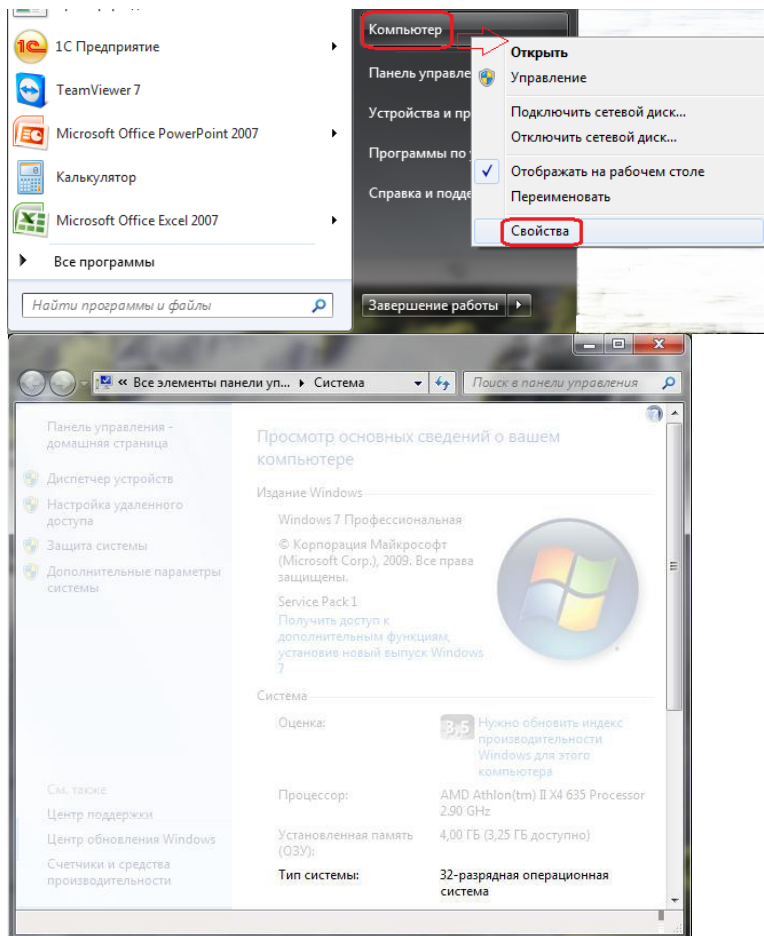 1С Предприятие
TeamViewer 7
Microsoft Office PowerPoint 2007
Калькулятор
Microsoft Office Excel 2007
Все программы
Найти программы и файлы
Компьютер
Панель управле
Устройства и пр
Программы по
Справка и подде
Завершение работы
Открыть
Управление
Подключить сетевой диск...
Отключить сетевой диск...
Отображать на рабочем столе
Переименовать
Свойства
« Все элементы панели уп... Система
Поиск в панели управления
Панель управления -
домашняя страница
Диспетчер устройств
Настройка удаленного
доступа
Защита системы
Дополнительные параметры
системы
См. также
Центр поддержки
Центр обновления Windows
Счетчики и средства
производительности
Просмотр основных сведений о вашем
компьютере
Издание Windows
Windows 7 Профессиональная
© Корпорация Майкрософт
(Microsoft Corp.), 2009. Все права
защищены.
Service Pack 1
Получить доступ к
дополнительным функциям,
установив новый выпуск Windows
7
Система
Оценка:
3,5 Нужно обновить индекс
производительности
Windows для этого
компьютера
Процессор:
AMD Athlon(tm) II X4 635 Processor
2.90 GHz
Установленная память
(ОЗУ):
4,00 ГБ (3,25 ГБ доступно)
Тип системы:
32-разрядная операционная
система